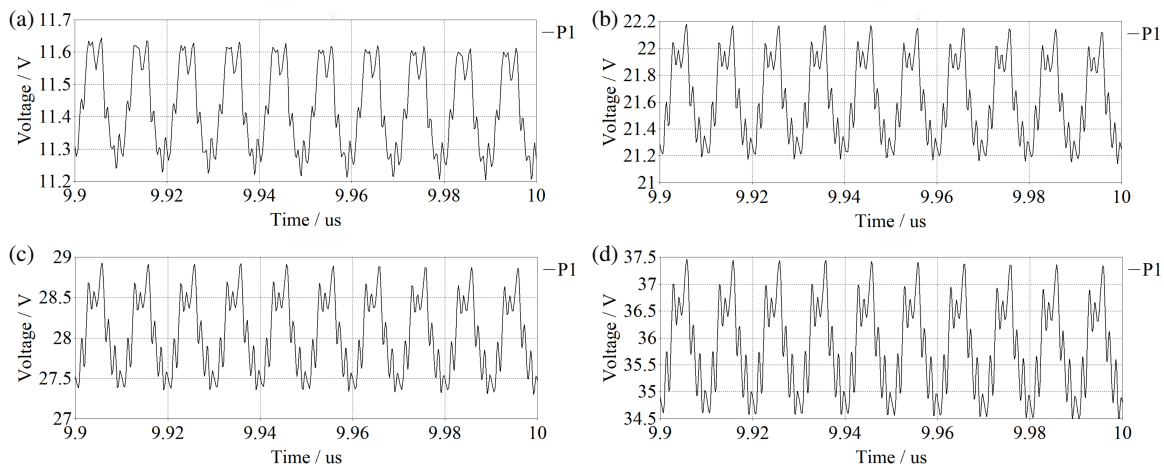 (a)
11.7
11.6
11.5
11.4
11.3
11.2
Voltage / V
9.9 9.92 9.94 9.96 9.98 10
Time / us
P1
(b)
22.2
22
21.8
21.6
21.4
21.2
21
Voltage / V
9.9 9.92 9.94 9.96 9.98 10
Time / us
P1
(c)
29
28.5
28
27.5
27
Voltage / V
9.9 9.92 9.94 9.96 9.98 10
Time / us
P1
(d)
37.5
37
36.5
36
35.5
35
34.5
Voltage / V
9.9 9.92 9.94 9.96 9.98 10
Time / us
P1